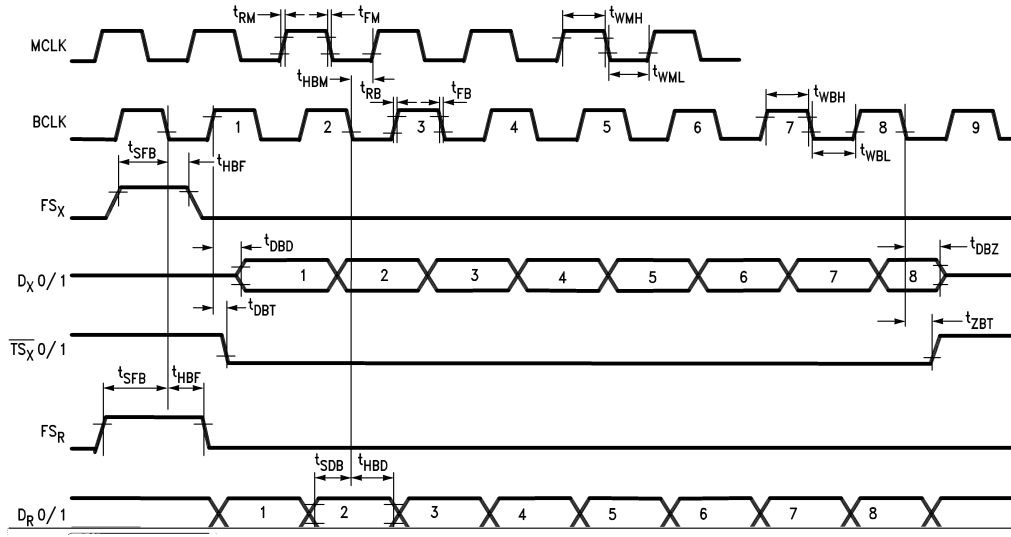 tRM tFM tWMH
MCLK
tHBM tWML
tRB tFB tWBH
BCLK 1 2 3 4 5 6 7 8 9
tSFB tHBF tWBL
FSX
tDBD tDBZ
DX 0/1 1 2 3 4 5 6 7 8
tDBT tZBT
TSX 0/1
tSFB tHBF
FSR
tSDB tHBD
DR 0/1 1 2 3 4 5 6 7 8